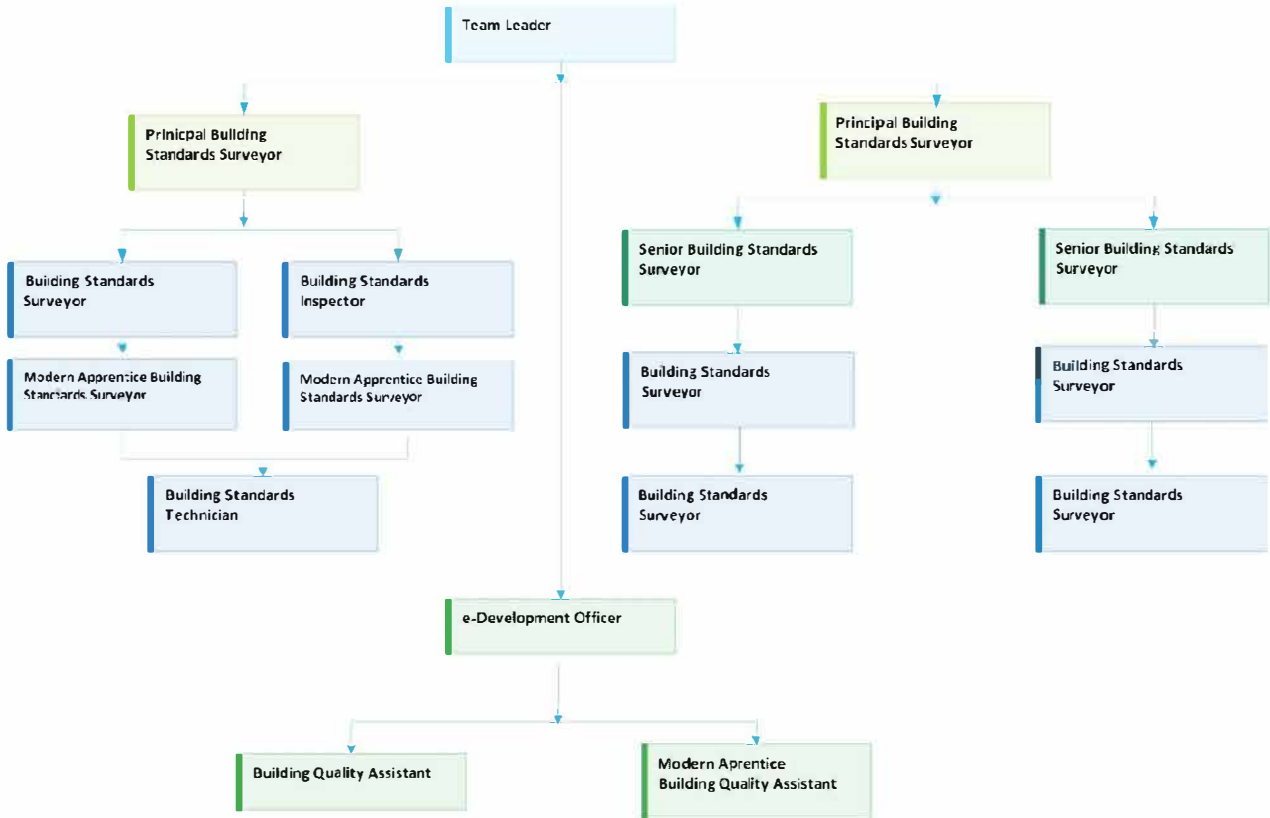 Team Leader
Prinicpal Building
Standards Surveyor
Principal Building
Standards Surveyor
Building Standards
Surveyor
Building Standards
Inspector
Senior Building Standards
Surveyor
Senior Building Standards
Surveyor
Modern Apprentice Building
Standards Surveyor
Modern Apprentice Building
Standards Surveyor
Building Standards
Surveyor
Building Standards
Surveyor
Building Standards
Technician
Building Standards
Surveyor
Building Standards
Surveyor
e-Development Officer
Building Quality Assistant
Modern Aprentice
Building Quality Assistant